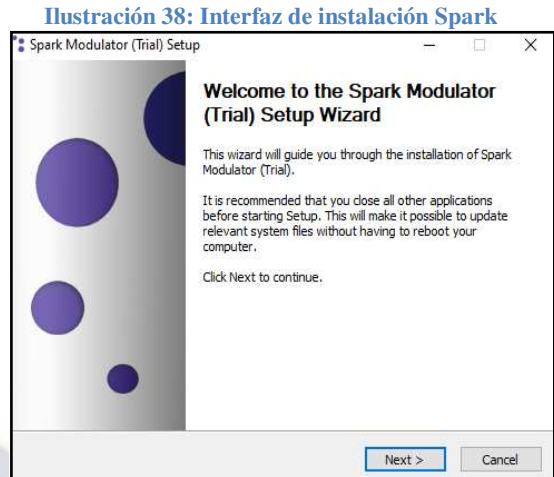 Ilustración 38: Interfaz de instalación Spark
Spark Modulator (Trial) Setup
Welcome to the Spark Modulator
(Trial) Setup Wizard
This wizard will guide you through the installation of Spark
Modulator (Trial).
It is recommended that you close all other applications
before starting Setup. This will make it possible to update
relevant system files without having to reboot your
computer.
Click Next to continue.
Next > Cancel